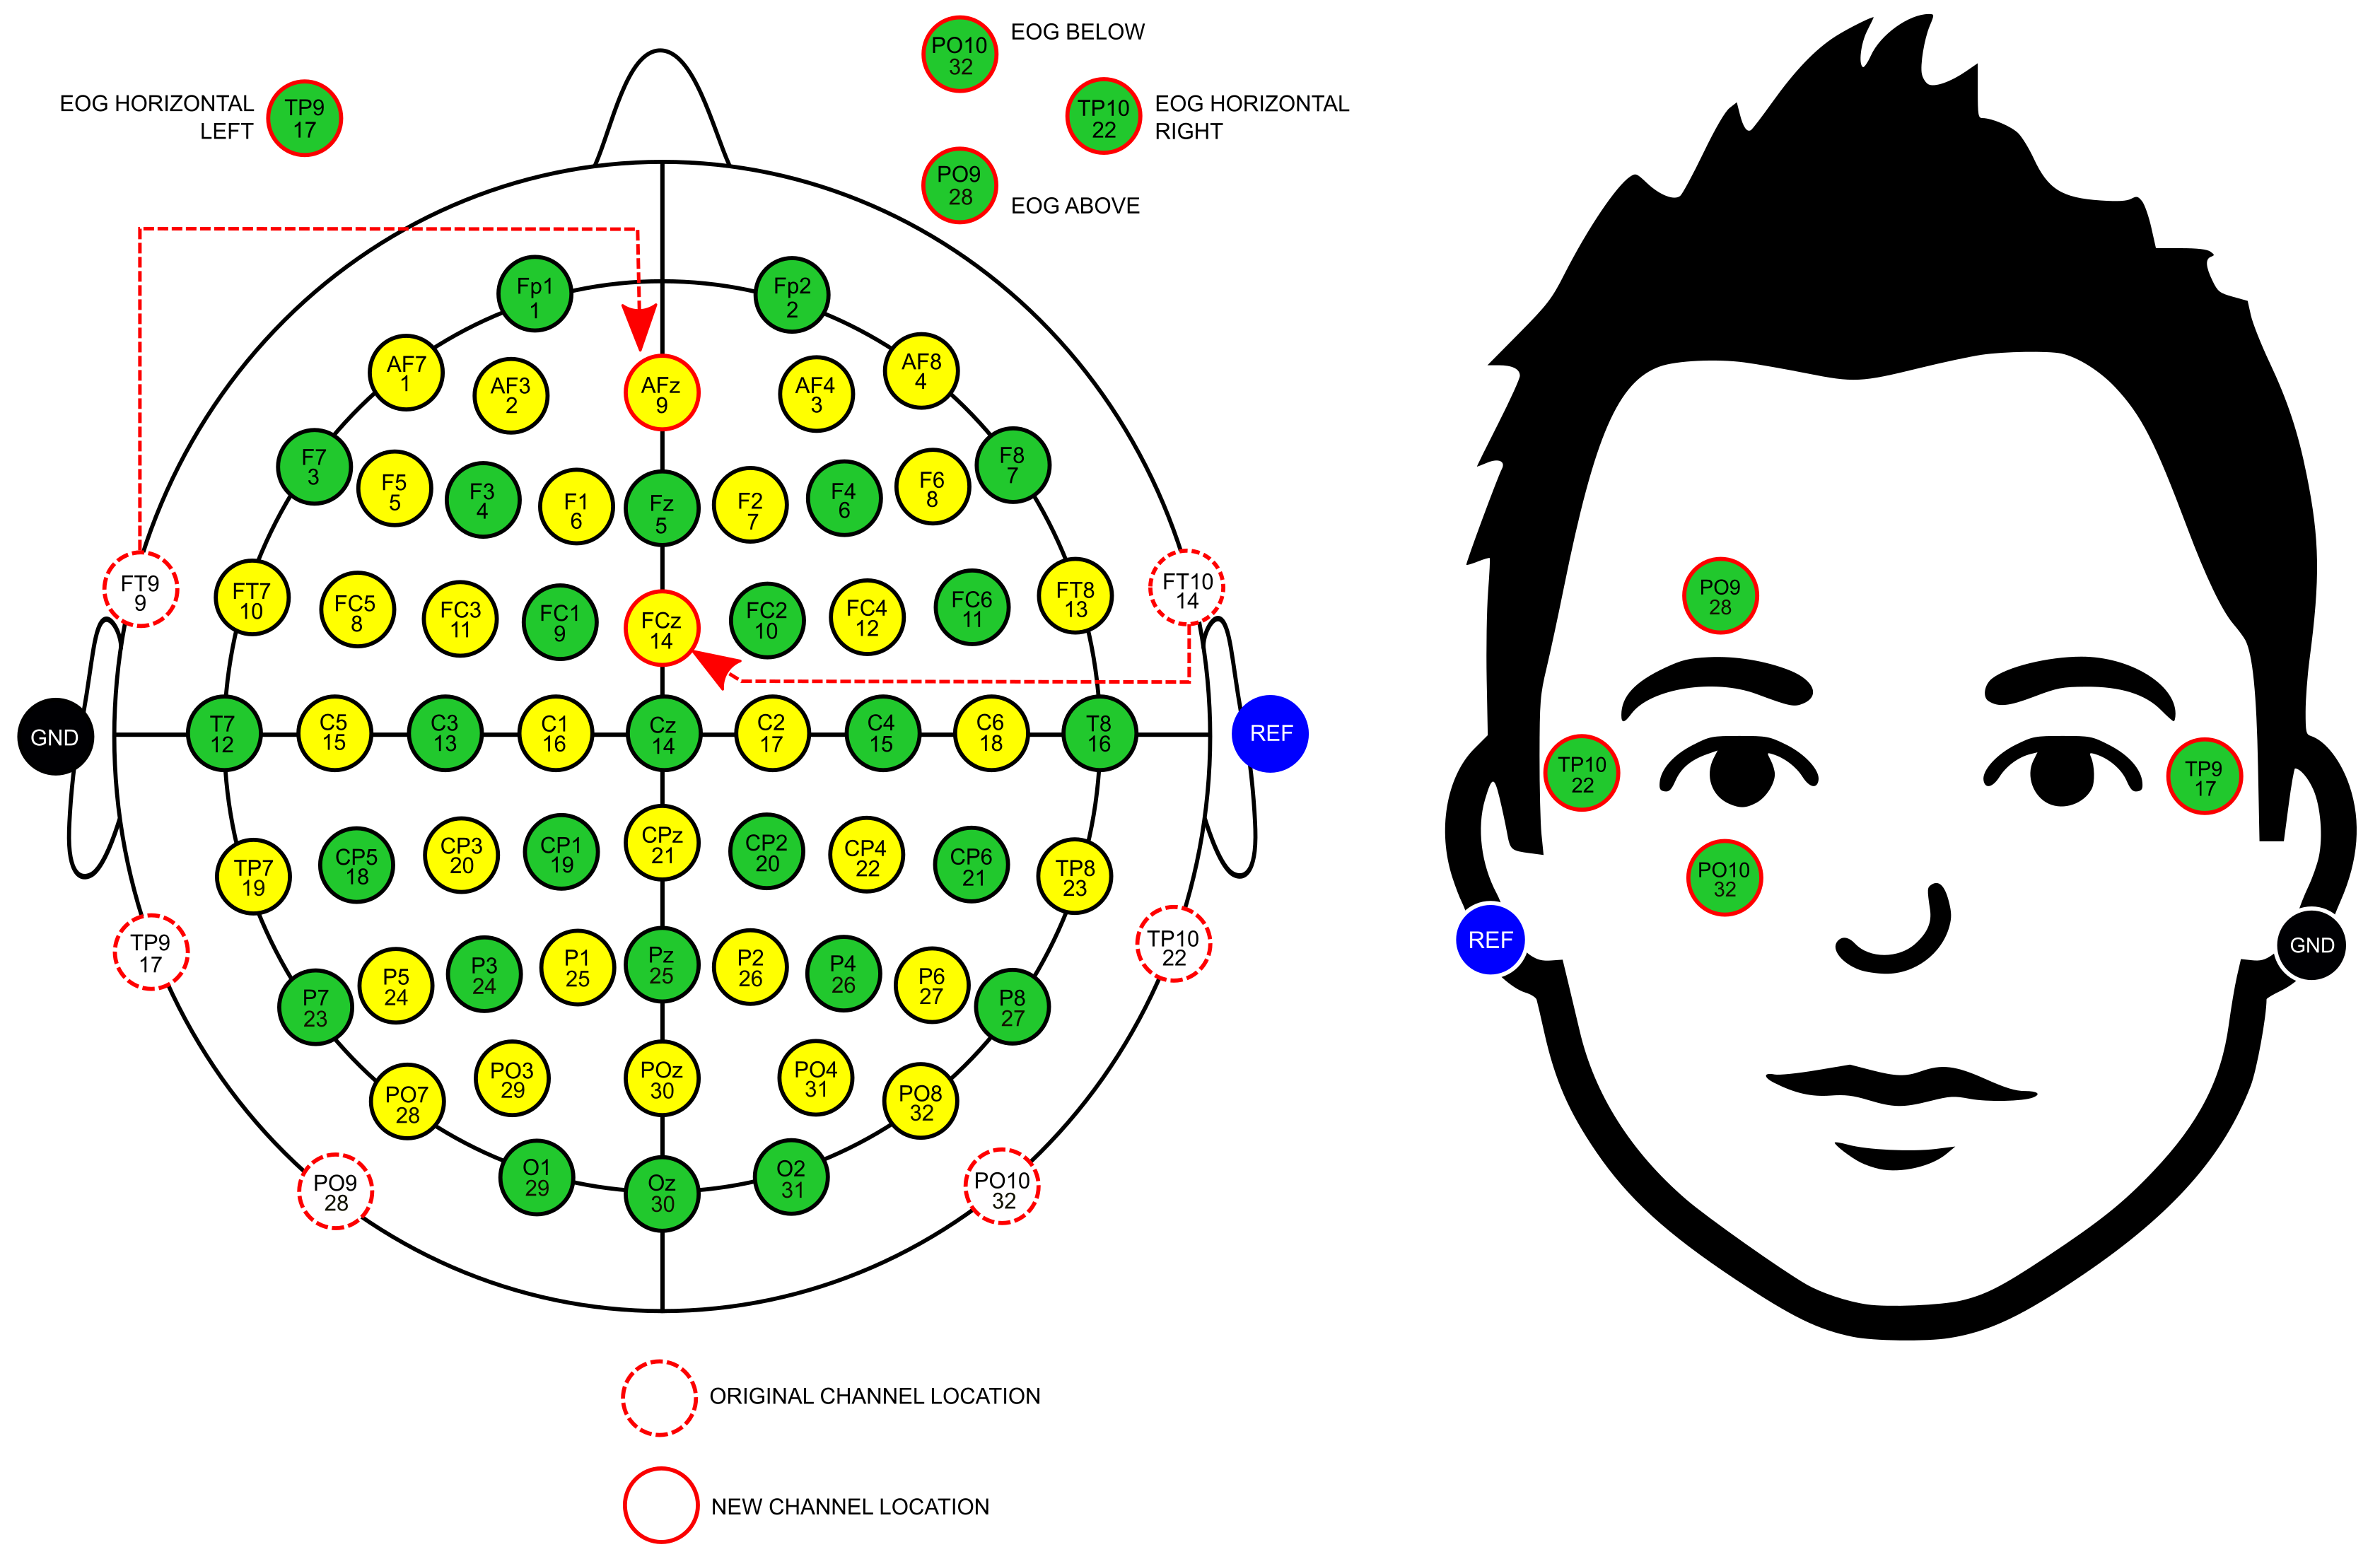 PO10
32
EOG BELOW
EOG HORIZONTAL
LEFT
TP9
17
TP10
22
EOG HORIZONTAL
RIGHT
PO9
28
EOG ABOVE
Fp1
1
Fp2
2
AF7
1
AF3
2
AFz
9
AF4
3
AF8
4
F7
3
F5
5
F3
4
F1
6
Fz
5
F2
7
F4
6
F6
8
F8
7
FT9
9
FT7
10
FC5
8
FC3
11
FC1
9
FCz
14
FC2
10
FC4
12
FC6
11
FT8
13
FT10
14
GND
T7
12
C5
15
C3
13
C1
16
Cz
14
C2
17
C4
15
C6
18
T8
16
REF
TP7
19
CP5
18
CP3
20
CP1
19
CPz
21
CP2
20
CP4
22
CP6
21
TP8
23
TP9
17
TP10
22
P7
23
P5
24
P3
24
P1
25
Pz
25
P2
26
P4
26
P6
27
P8
27
PO7
28
PO3
29
POz
30
PO4
31
PO8
32
PO9
28
O1
29
Oz
30
O2
31
PO10
32
ORIGINAL CHANNEL LOCATION
NEW CHANNEL LOCATION
PO9
28
TP10
22
TP9
17
PO10
32
REF
GND